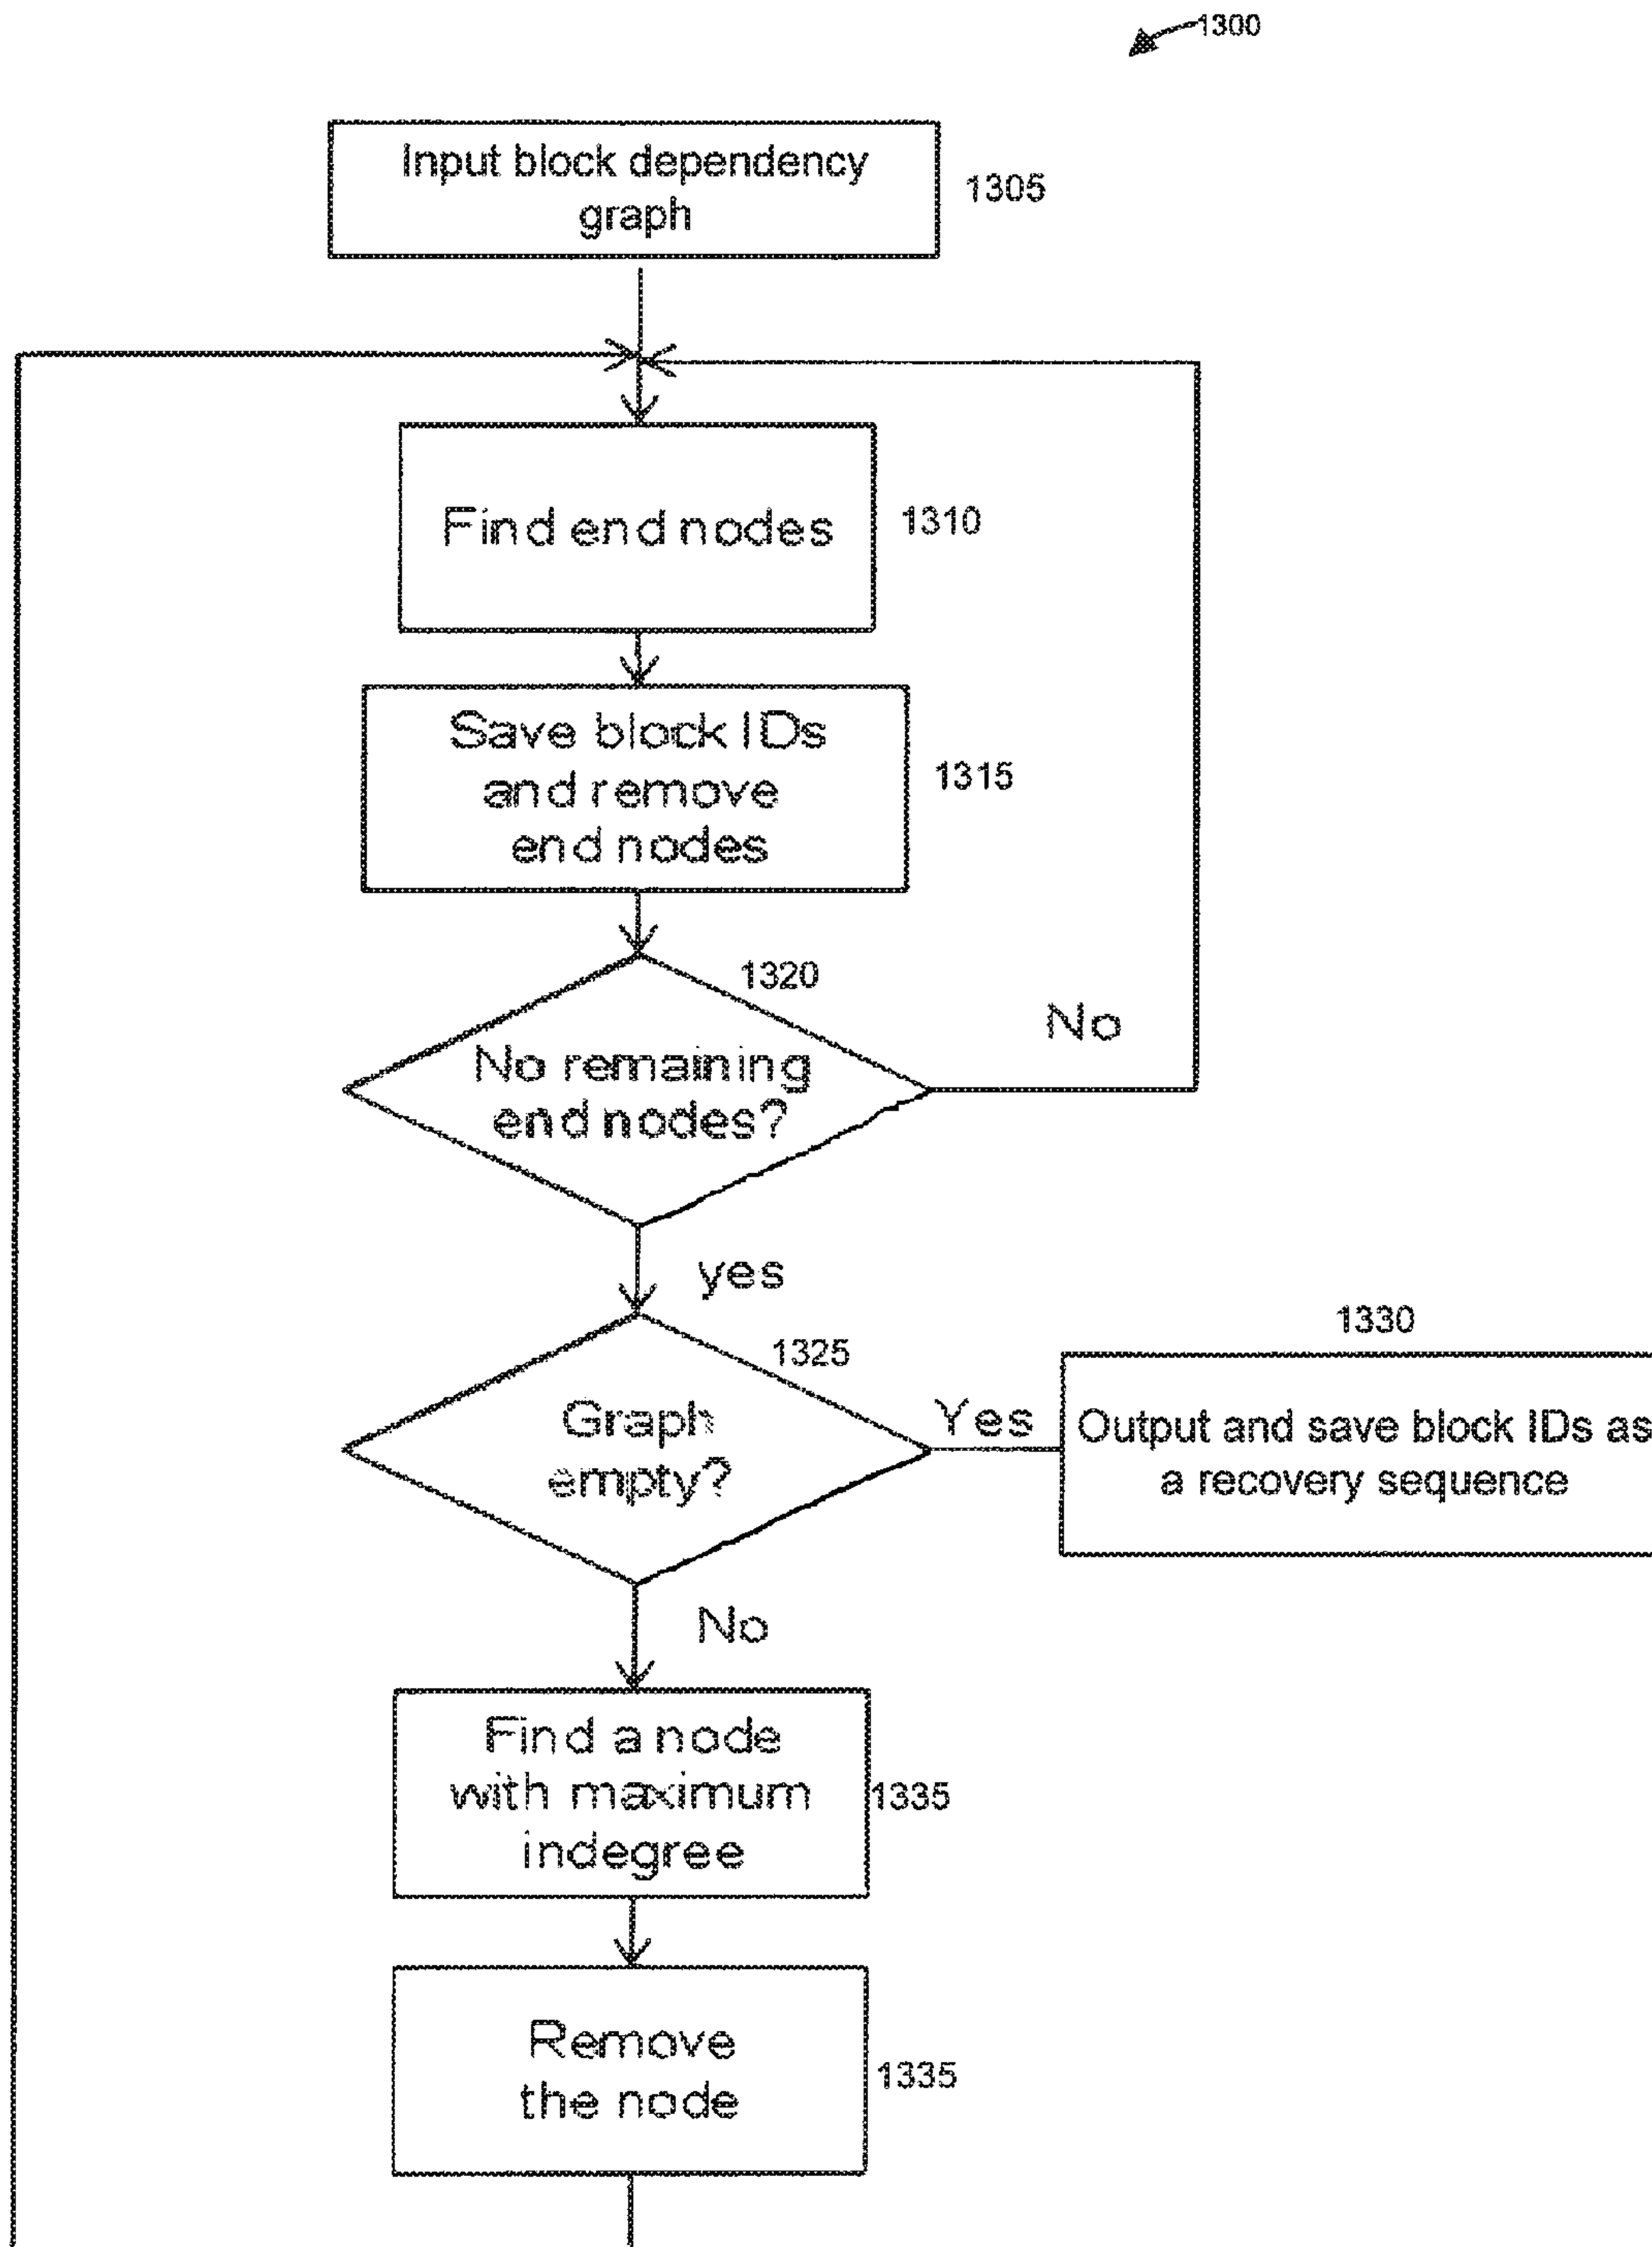 1300
Input block dependency
graph
1305
Find end nodes
1310
Save block IDs
and remove
end nodes
1315
1320
No remaining
end nodes?
No
yes
1325
Graph
empty?
Yes
1330
Output and save block IDs as
a recovery sequence
No
Find a node
with maximum
indegree
1335
Remove
the node
1335